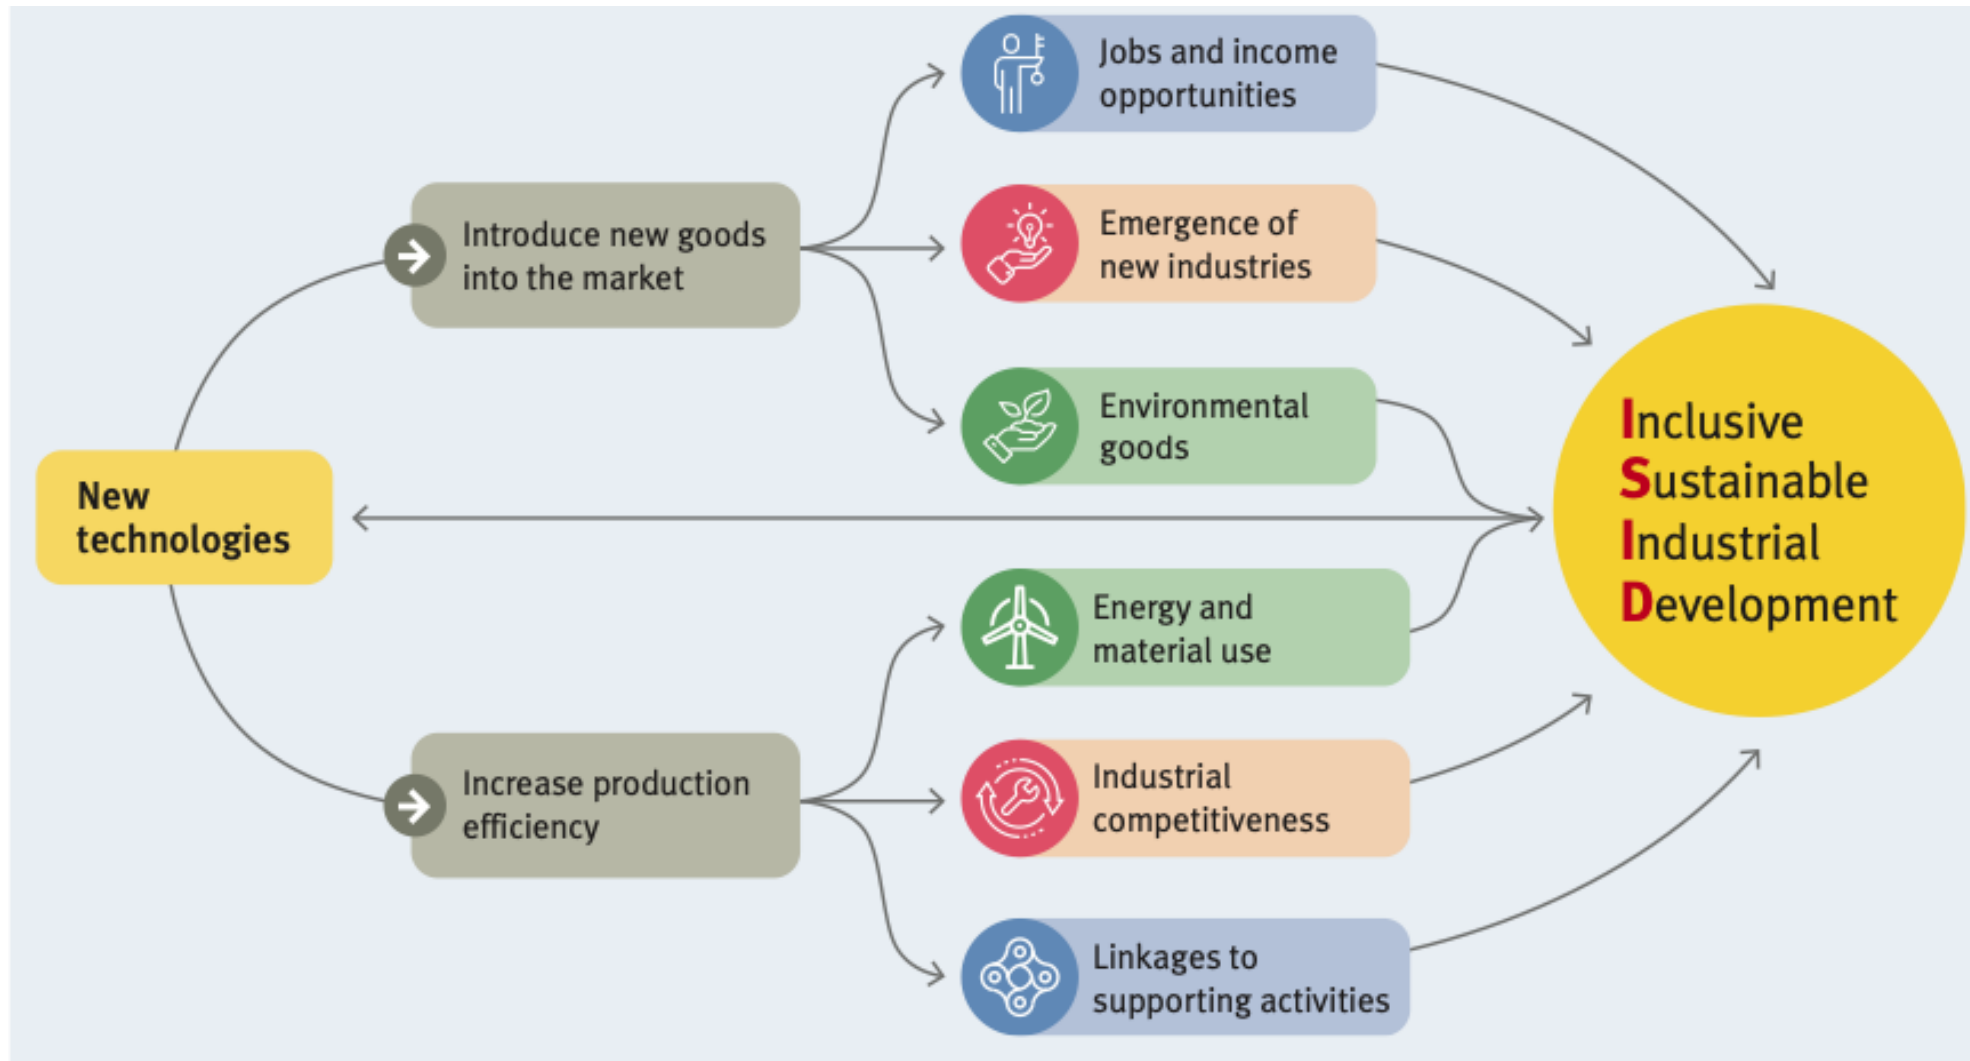 Jobs and income
opportunities
Introduce new goods
into the market
Emergence of
new industries
Environmental
goods
New
technologies
Inclusive
Sustainable
Industrial
Development
Energy and
material use
Increase production
efficiency
Industrial
competitiveness
Linkages to
supporting activities